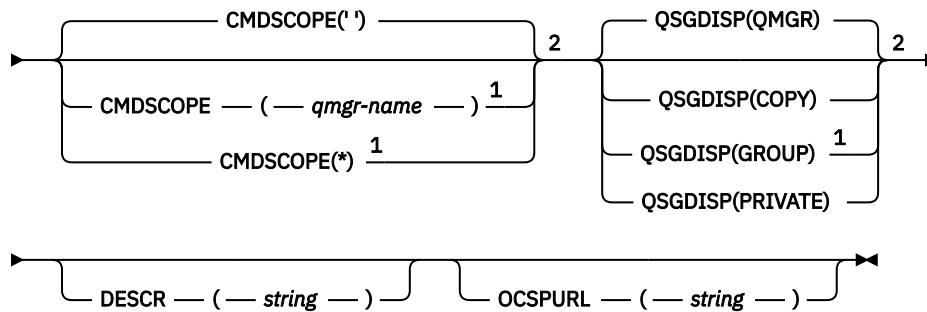 CMDSCOPE(' ') 2
CMDSCOPE ( qmgr-name ) 1
CMDSCOPE(*) 1
QSGDISP(QMGR) 2
QSGDISP(COPY)
QSGDISP(GROUP) 1
QSGDISP(PRIVATE)
DESCR ( string ) OCSPURL ( string )